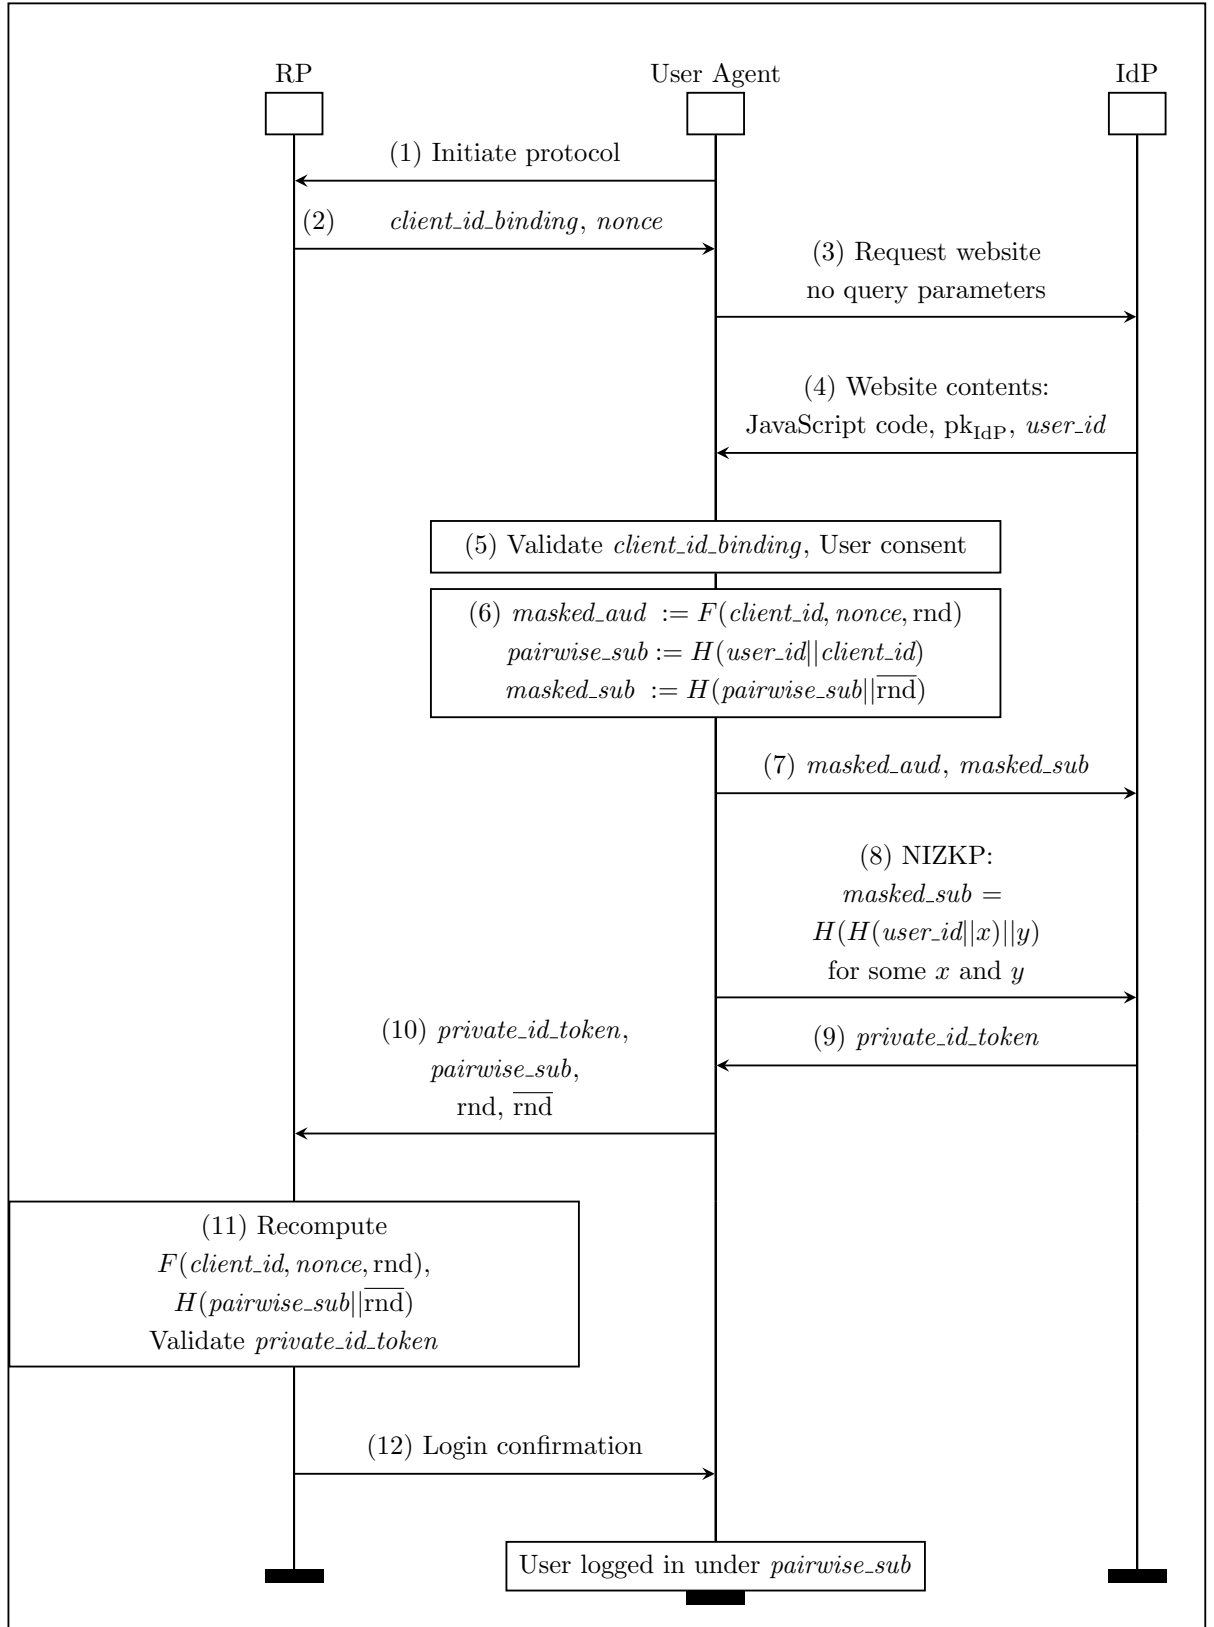 RP
User Agent
IdP
(1) Initiate protocol
(2) client_id_binding, nonce
(3) Request website
no query parameters
(4) Website contents:
JavaScript code, pk_IdP, user_id
(5) Validate client_id_binding, User consent
(6) masked_aud := F(client_id, nonce, rnd)
pairwise_sub := H(user_id||client_id)
masked_sub := H(pairwise_sub||r̅n̅d̅)
(7) masked_aud, masked_sub
(8) NIZKP:
masked_sub =
H(H(user_id||x)||y)
for some x and y
(9) private_id_token
(10) private_id_token,
pairwise_sub,
rnd, r̅n̅d̅
(11) Recompute
F(client_id, nonce, rnd),
H(pairwise_sub||r̅n̅d̅)
Validate private_id_token
(12) Login confirmation
User logged in under pairwise_sub